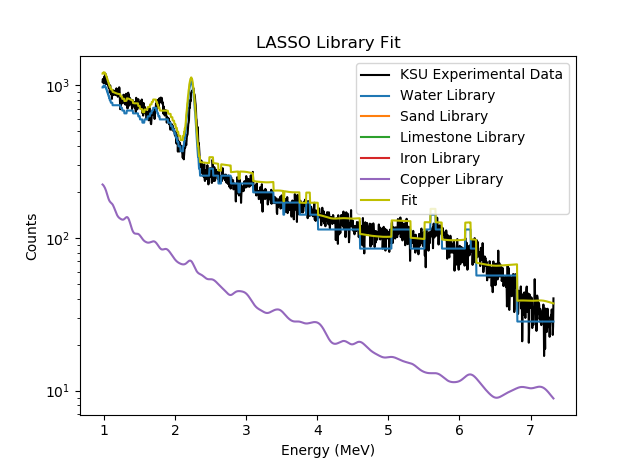 LASSO Library Fit
KSU Experimental Data
Water Library
Sand Library
Limestone Library
Iron Library
Copper Library
Fit
Counts
10³
10²
10¹
1 2 3 4 5 6 7
Energy (MeV)